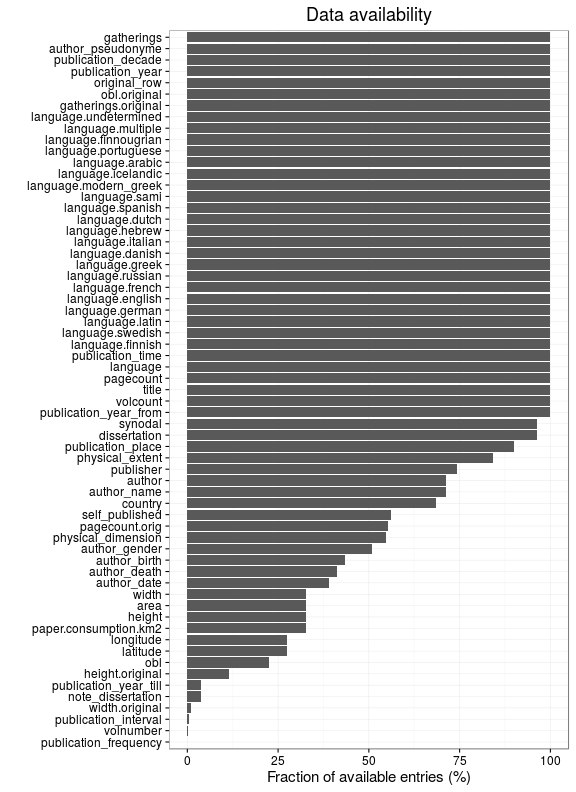 Data availability
gatherings
author_pseudonyme
publication_decade
publication_year
original_row
obl.original
gatherings.original
language.undetermined
language.multiple
language.finnougrian
language.portuguese
language.arabic
language.icelandic
language.modern_greek
language.sami
language.spanish
language.dutch
language.hebrew
language.italian
language.danish
language.greek
language.russian
language.french
language.english
language.german
language.latin
language.swedish
language.finnish
publication_time
language
pagecount
title
volcount
publication_year_from
synodal
dissertation
publication_place
physical_extent
publisher
author
author_name
country
self_published
pagecount.orig
physical_dimension
author_gender
author_birth
author_death
author_date
width
area
height
paper.consumption.km2
longitude
latitude
obl
height.original
publication_year_till
note_dissertation
width.original
publication_interval
volnumber
publication_frequency
0 25 50 75 100
Fraction of available entries (%)